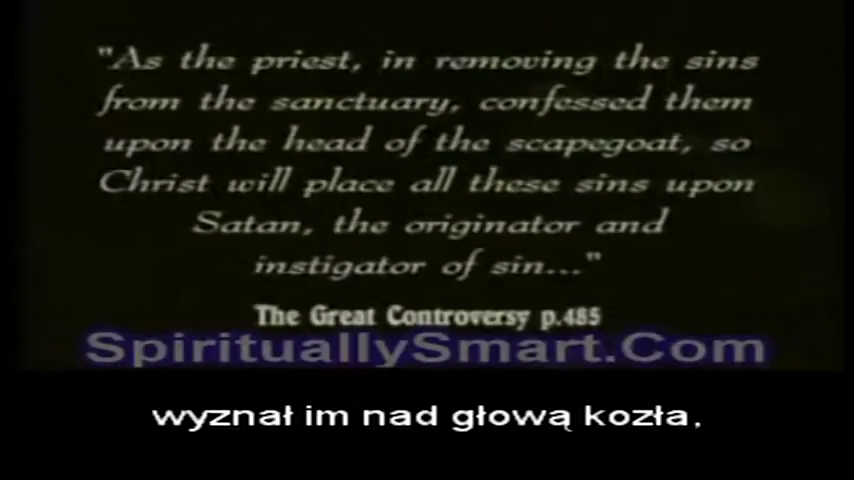 "As the priest, in removing the sins
from the sanctuary, confessed them
upon the head of the scapegoat, so
Christ will place all these sins upon
Satan, the originator and
instigator of sin..."
The Great Controversy p.485
SpirituallySmart.Com
wyznał im nad głową kozła,